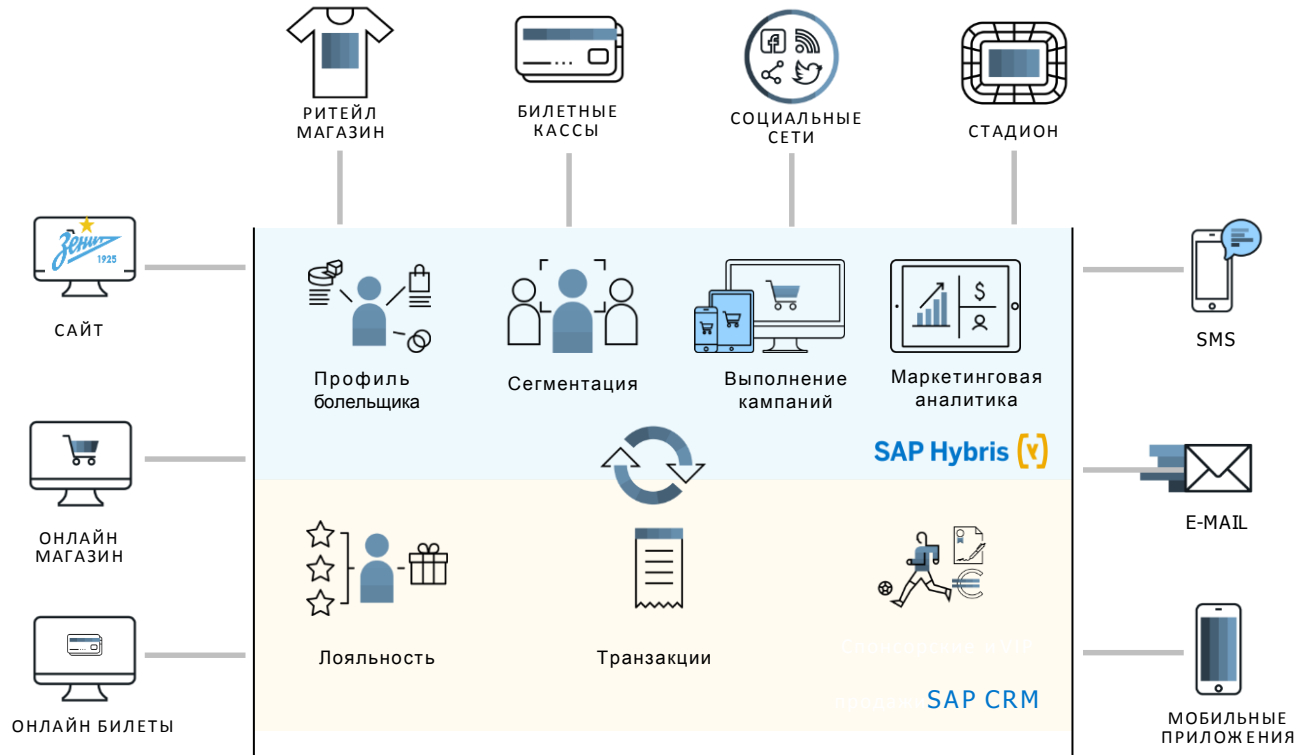 РИТЕЙЛ
МАГАЗИН
БИЛЕТНЫЕ
КАССЫ
СОЦИАЛЬНЫЕ
СЕТИ
СТАДИОН
Зенит
1925
САЙТ
SMS
Профиль
болельщика
Сегментация
Выполнение
кампаний
Маркетинговая
аналитика
SAP Hybris (Y)
ОНЛАЙН
МАГАЗИН
E-MAIL
Лояльность
Транзакции
SAP CRM
ОНЛАЙН БИЛЕТЫ
МОБИЛЬНЫЕ
ПРИЛОЖЕНИЯ